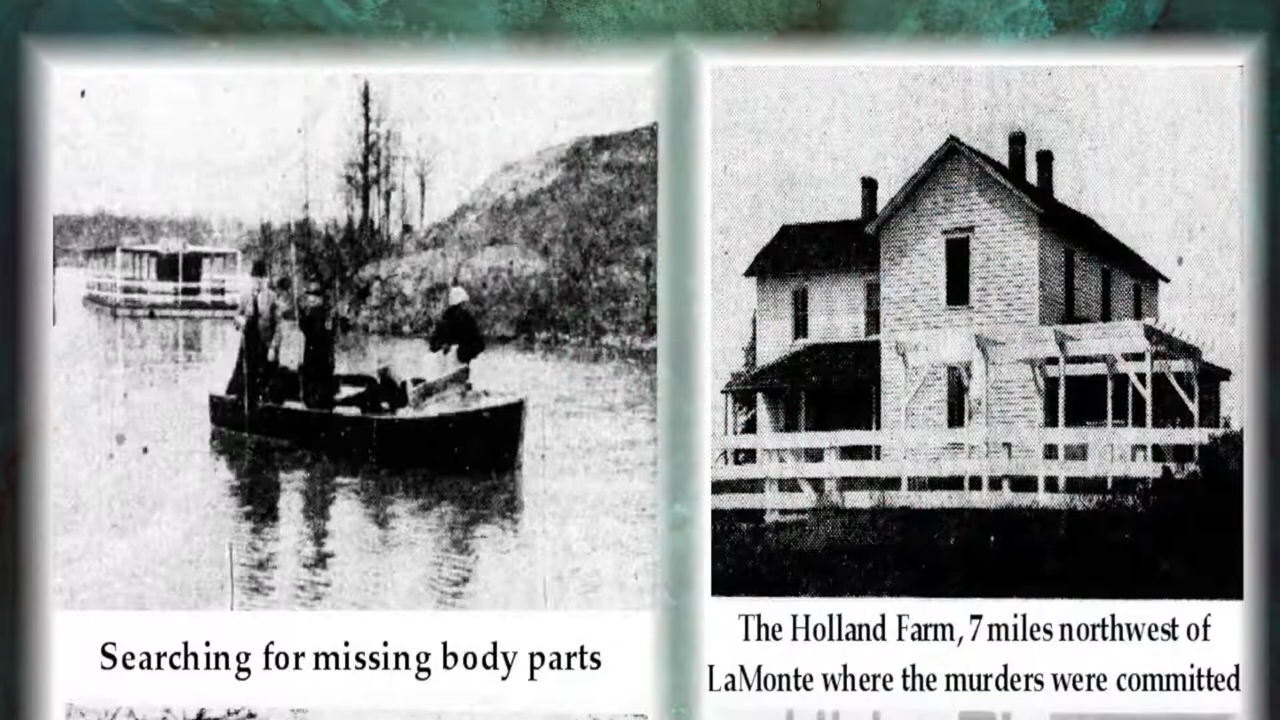 Searching for missing body parts
The Holland Farm, 7 miles northwest of
LaMonte where the murders were committed